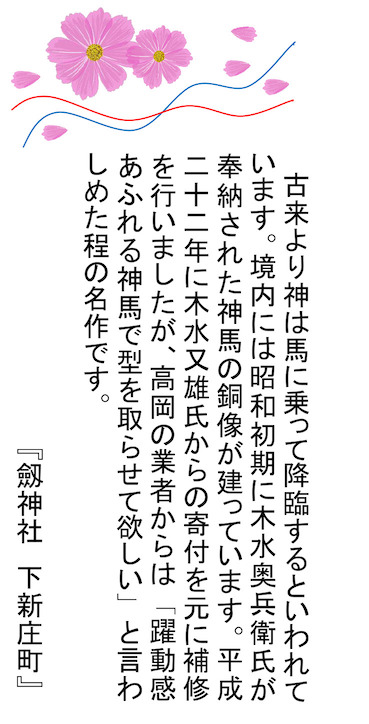 古来より神は馬に乗って降臨するといわれて
います。境内には昭和初期に木水奥兵衛氏が
奉納された神馬の銅像が建っています。平成
二十二年に木水又雄氏からの寄付を元に補修
を行いましたが、高岡の業者からは「躍動感
あふれる神馬で型を取らせて欲しい」と言わ
しめた程の名作です。
『劔神社　下新庄町』